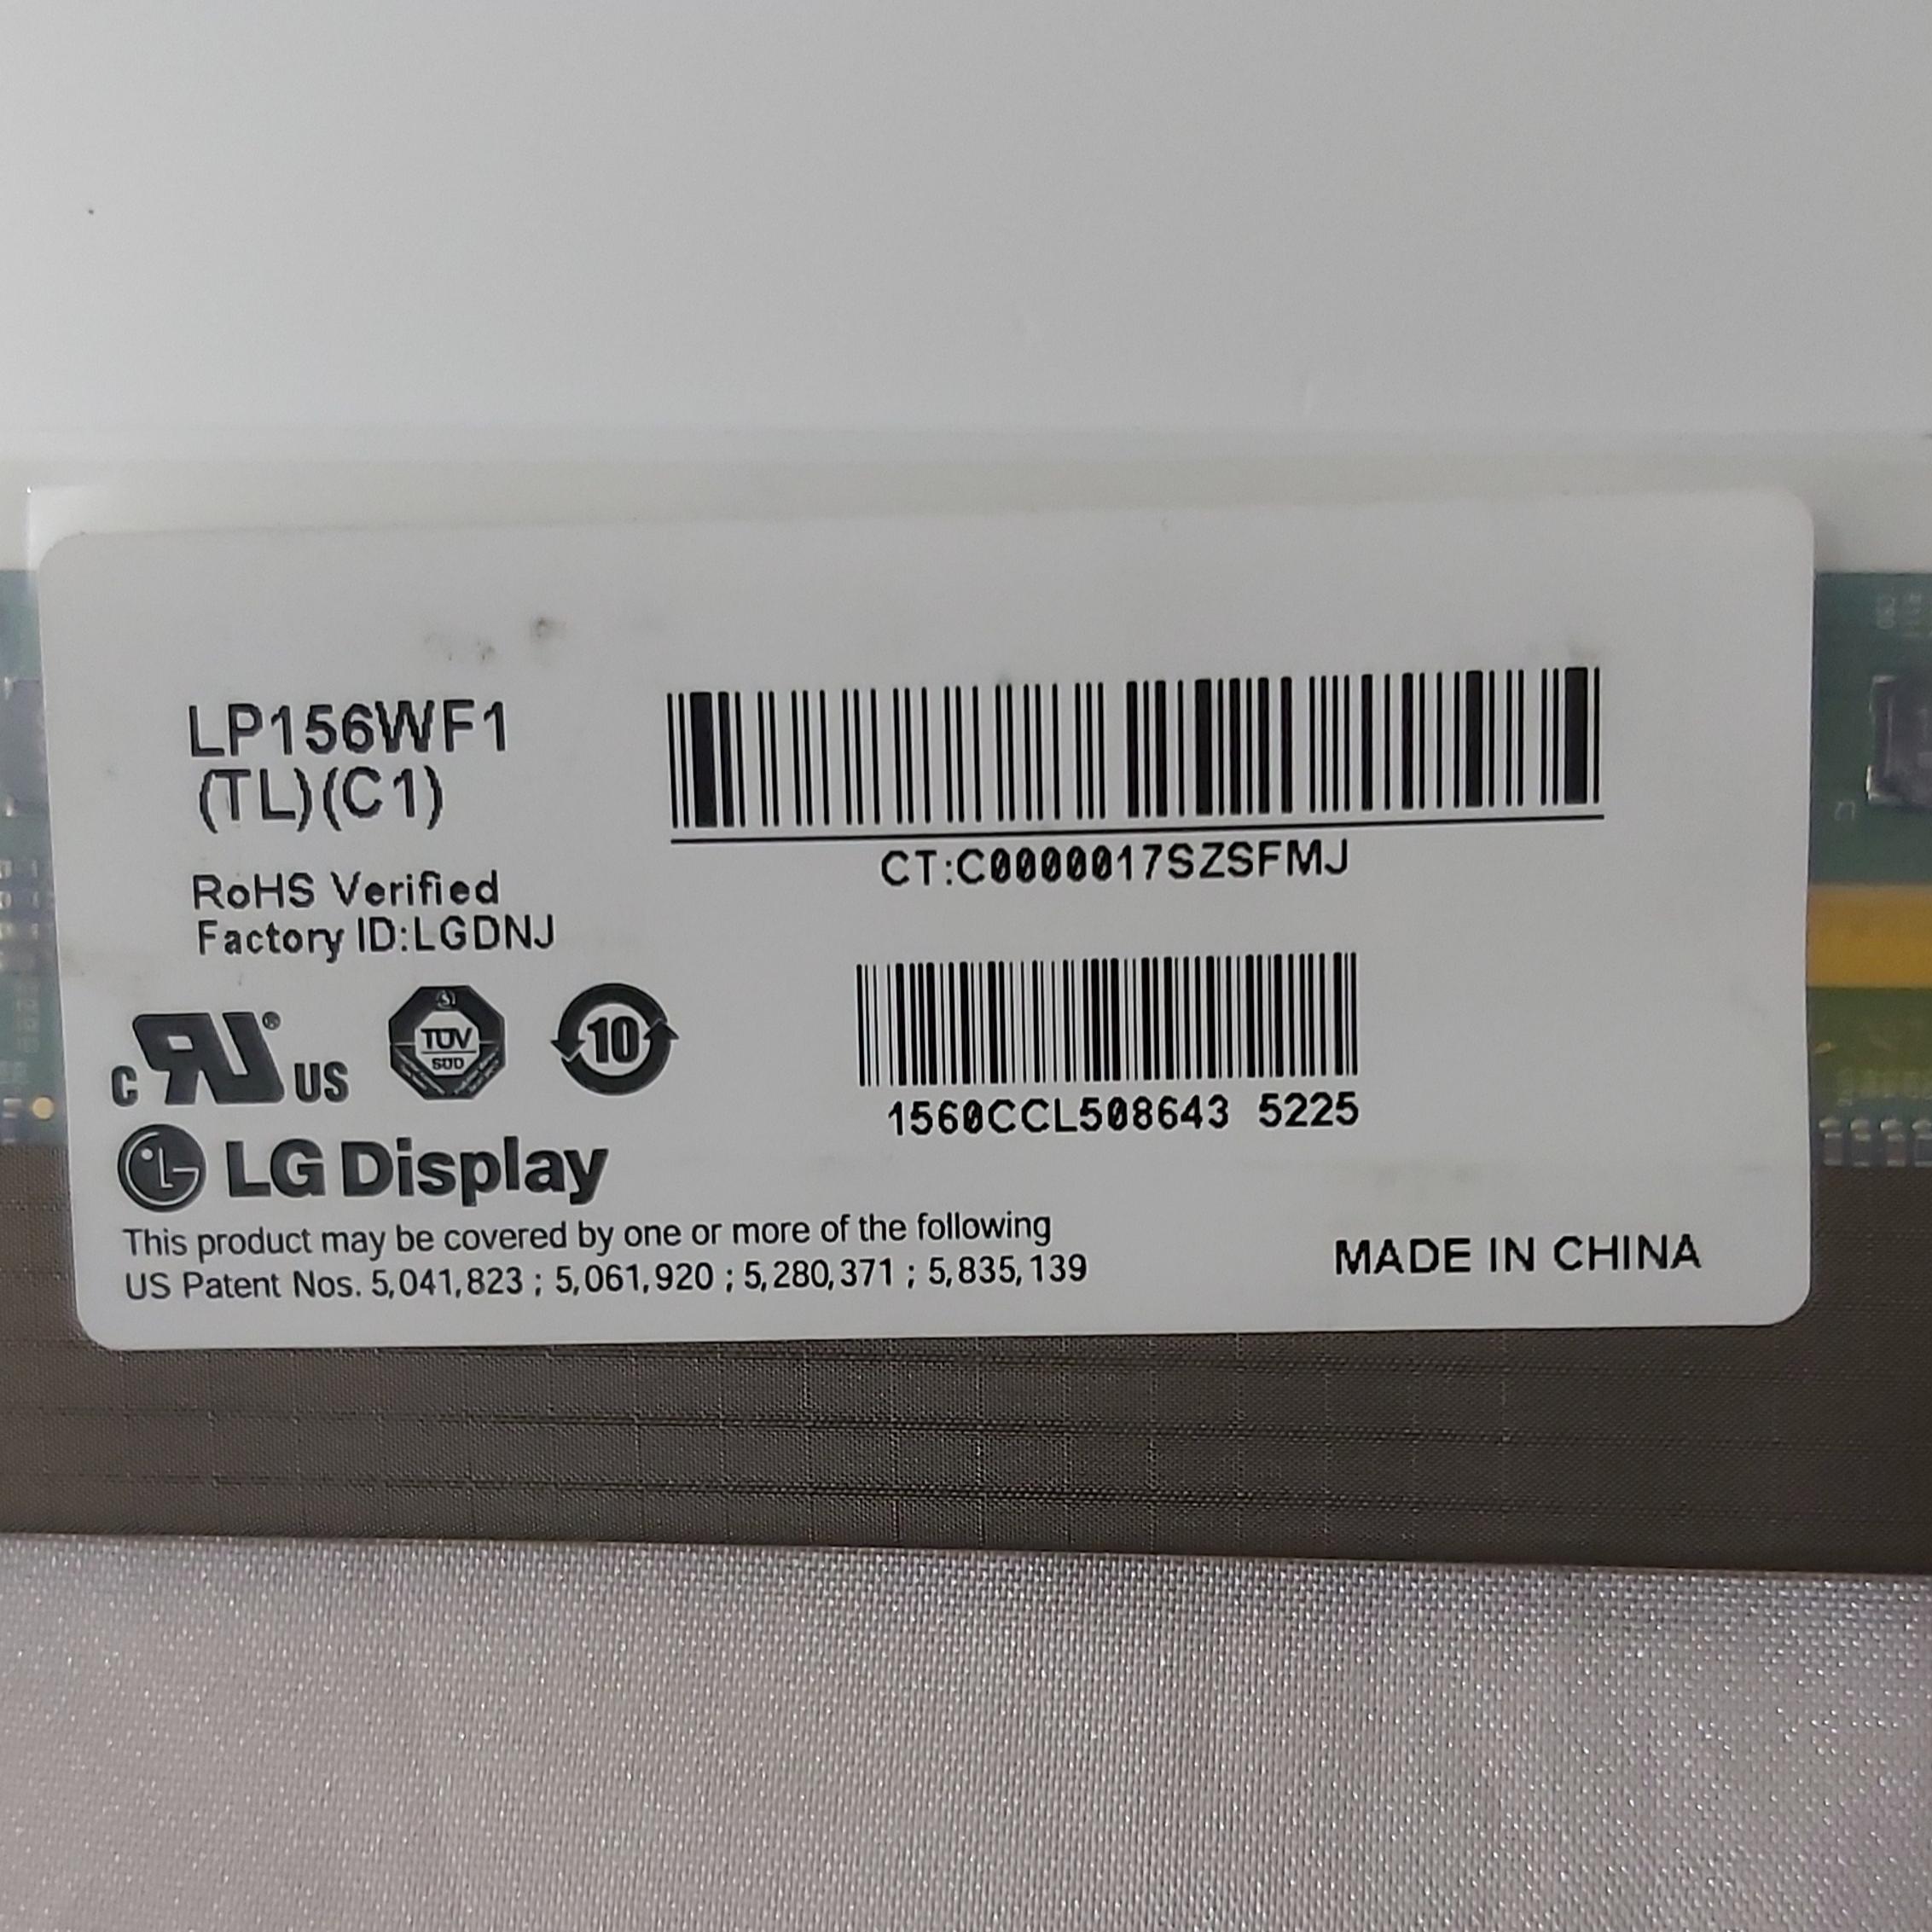 LP156WF1
(TL)(C1)
CT:C0000017SZSFMJ
RoHS Verified
Factory ID:LGDNJ
C RU® US
TÜV
SÜD
10
1560CCL508643 5225
LG Display
This product may be covered by one or more of the following
US Patent Nos. 5,041,823 ; 5,061,920 ; 5,280,371 ; 5,835,139
MADE IN CHINA